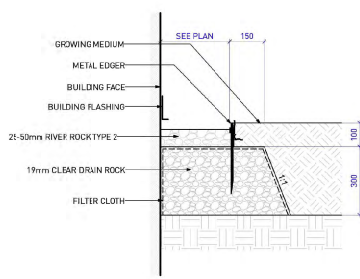 SEE PLAN
150
GROWING MEDIUM
METAL EDGER
BUILDING FACE
BUILDING FLASHING
25-50mm RIVER ROCK TYPE 2
19mm CLEAR DRAIN ROCK
FILTER CLOTH
1:1
100
300